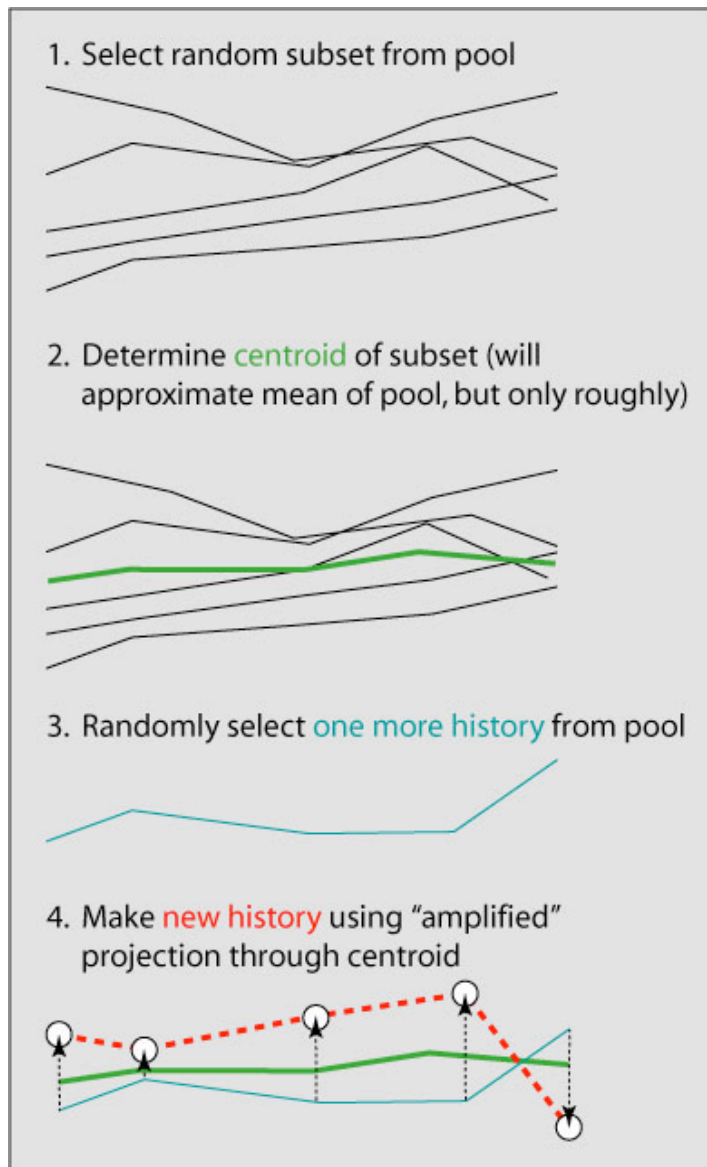 1. Select random subset from pool
2. Determine centroid of subset (will
approximate mean of pool, but only roughly)
3. Randomly select one more history from pool
4. Make new history using “amplified”
projection through centroid